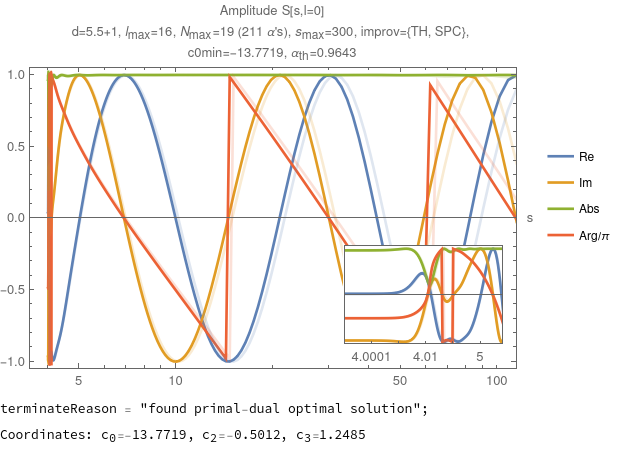 Amplitude S[s,l=0]
d=5.5+1, lmax=16, Nmax=19 (211 α's), smax=300, improv={TH, SPC},
c0min=−13.7719, αth=0.9643
1.0
0.5
0.0
−0.5
−1.0
5
10
50
100
s
4.0001
4.01
5
Re
Im
Abs
Arg/π
terminateReason = "found primal-dual optimal solution";
Coordinates: c₀=-13.7719, c₂=-0.5012, c₃=1.2485